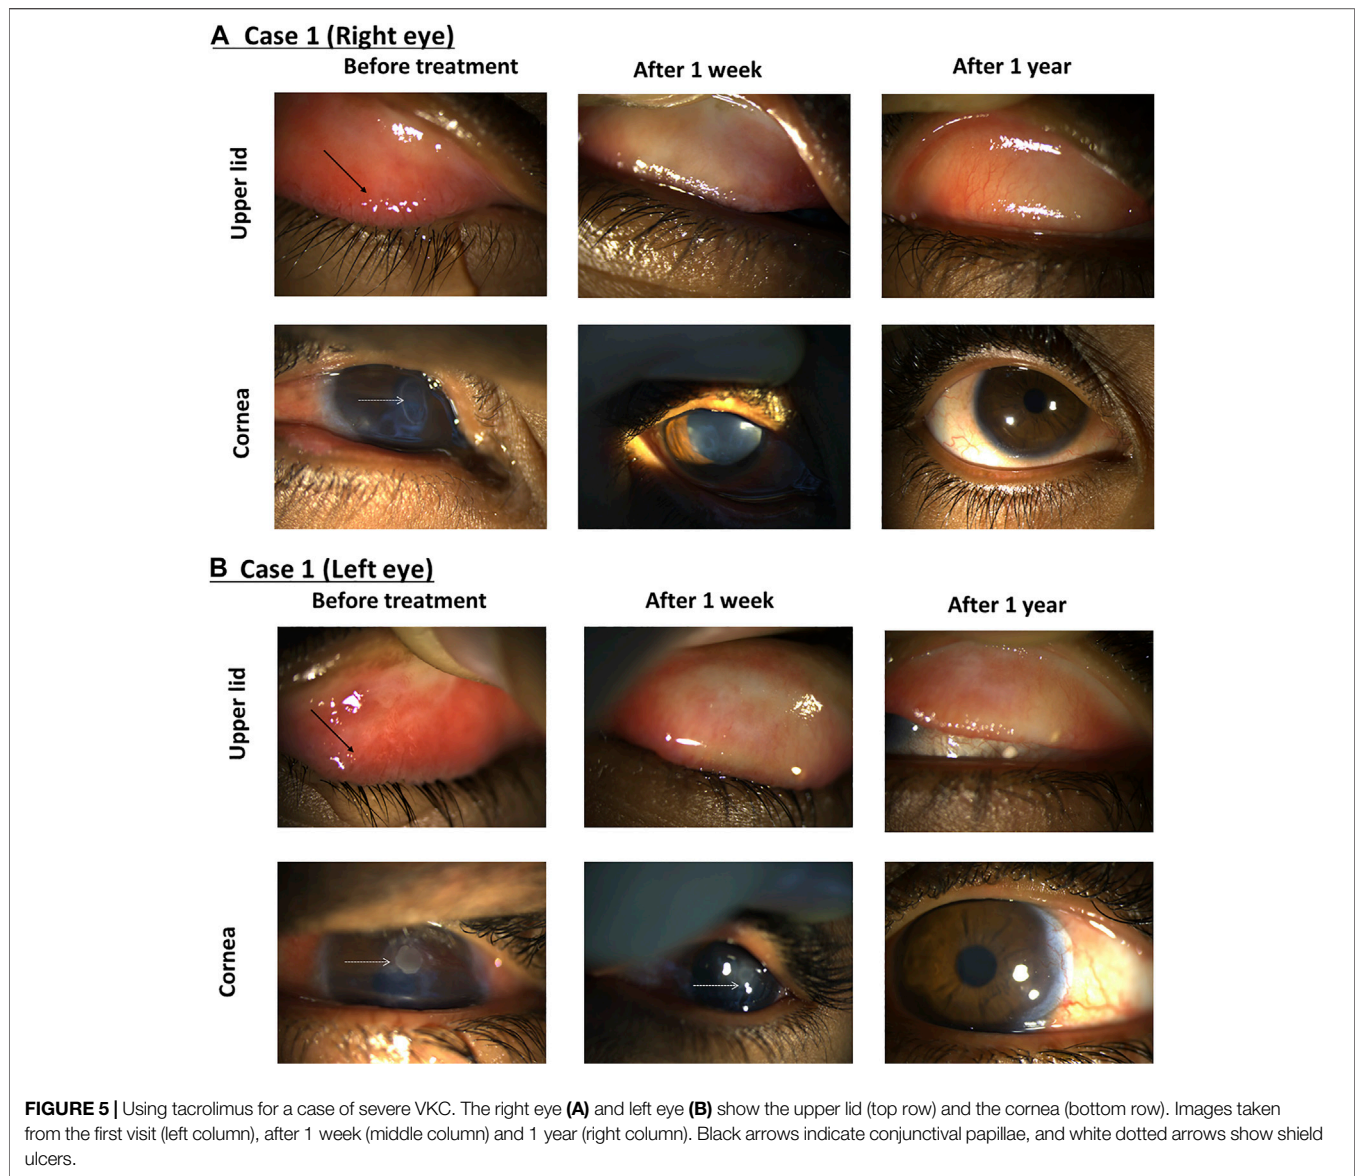 A Case 1 (Right eye)
Before treatment
After 1 week
After 1 year
Upper lid
Cornea
B Case 1 (Left eye)
Before treatment
After 1 week
After 1 year
Upper lid
Cornea
FIGURE 5 | Using tacrolimus for a case of severe VKC. The right eye (A) and left eye (B) show the upper lid (top row) and the cornea (bottom row). Images taken
from the first visit (left column), after 1 week (middle column) and 1 year (right column). Black arrows indicate conjunctival papillae, and white dotted arrows show shield
ulcers.